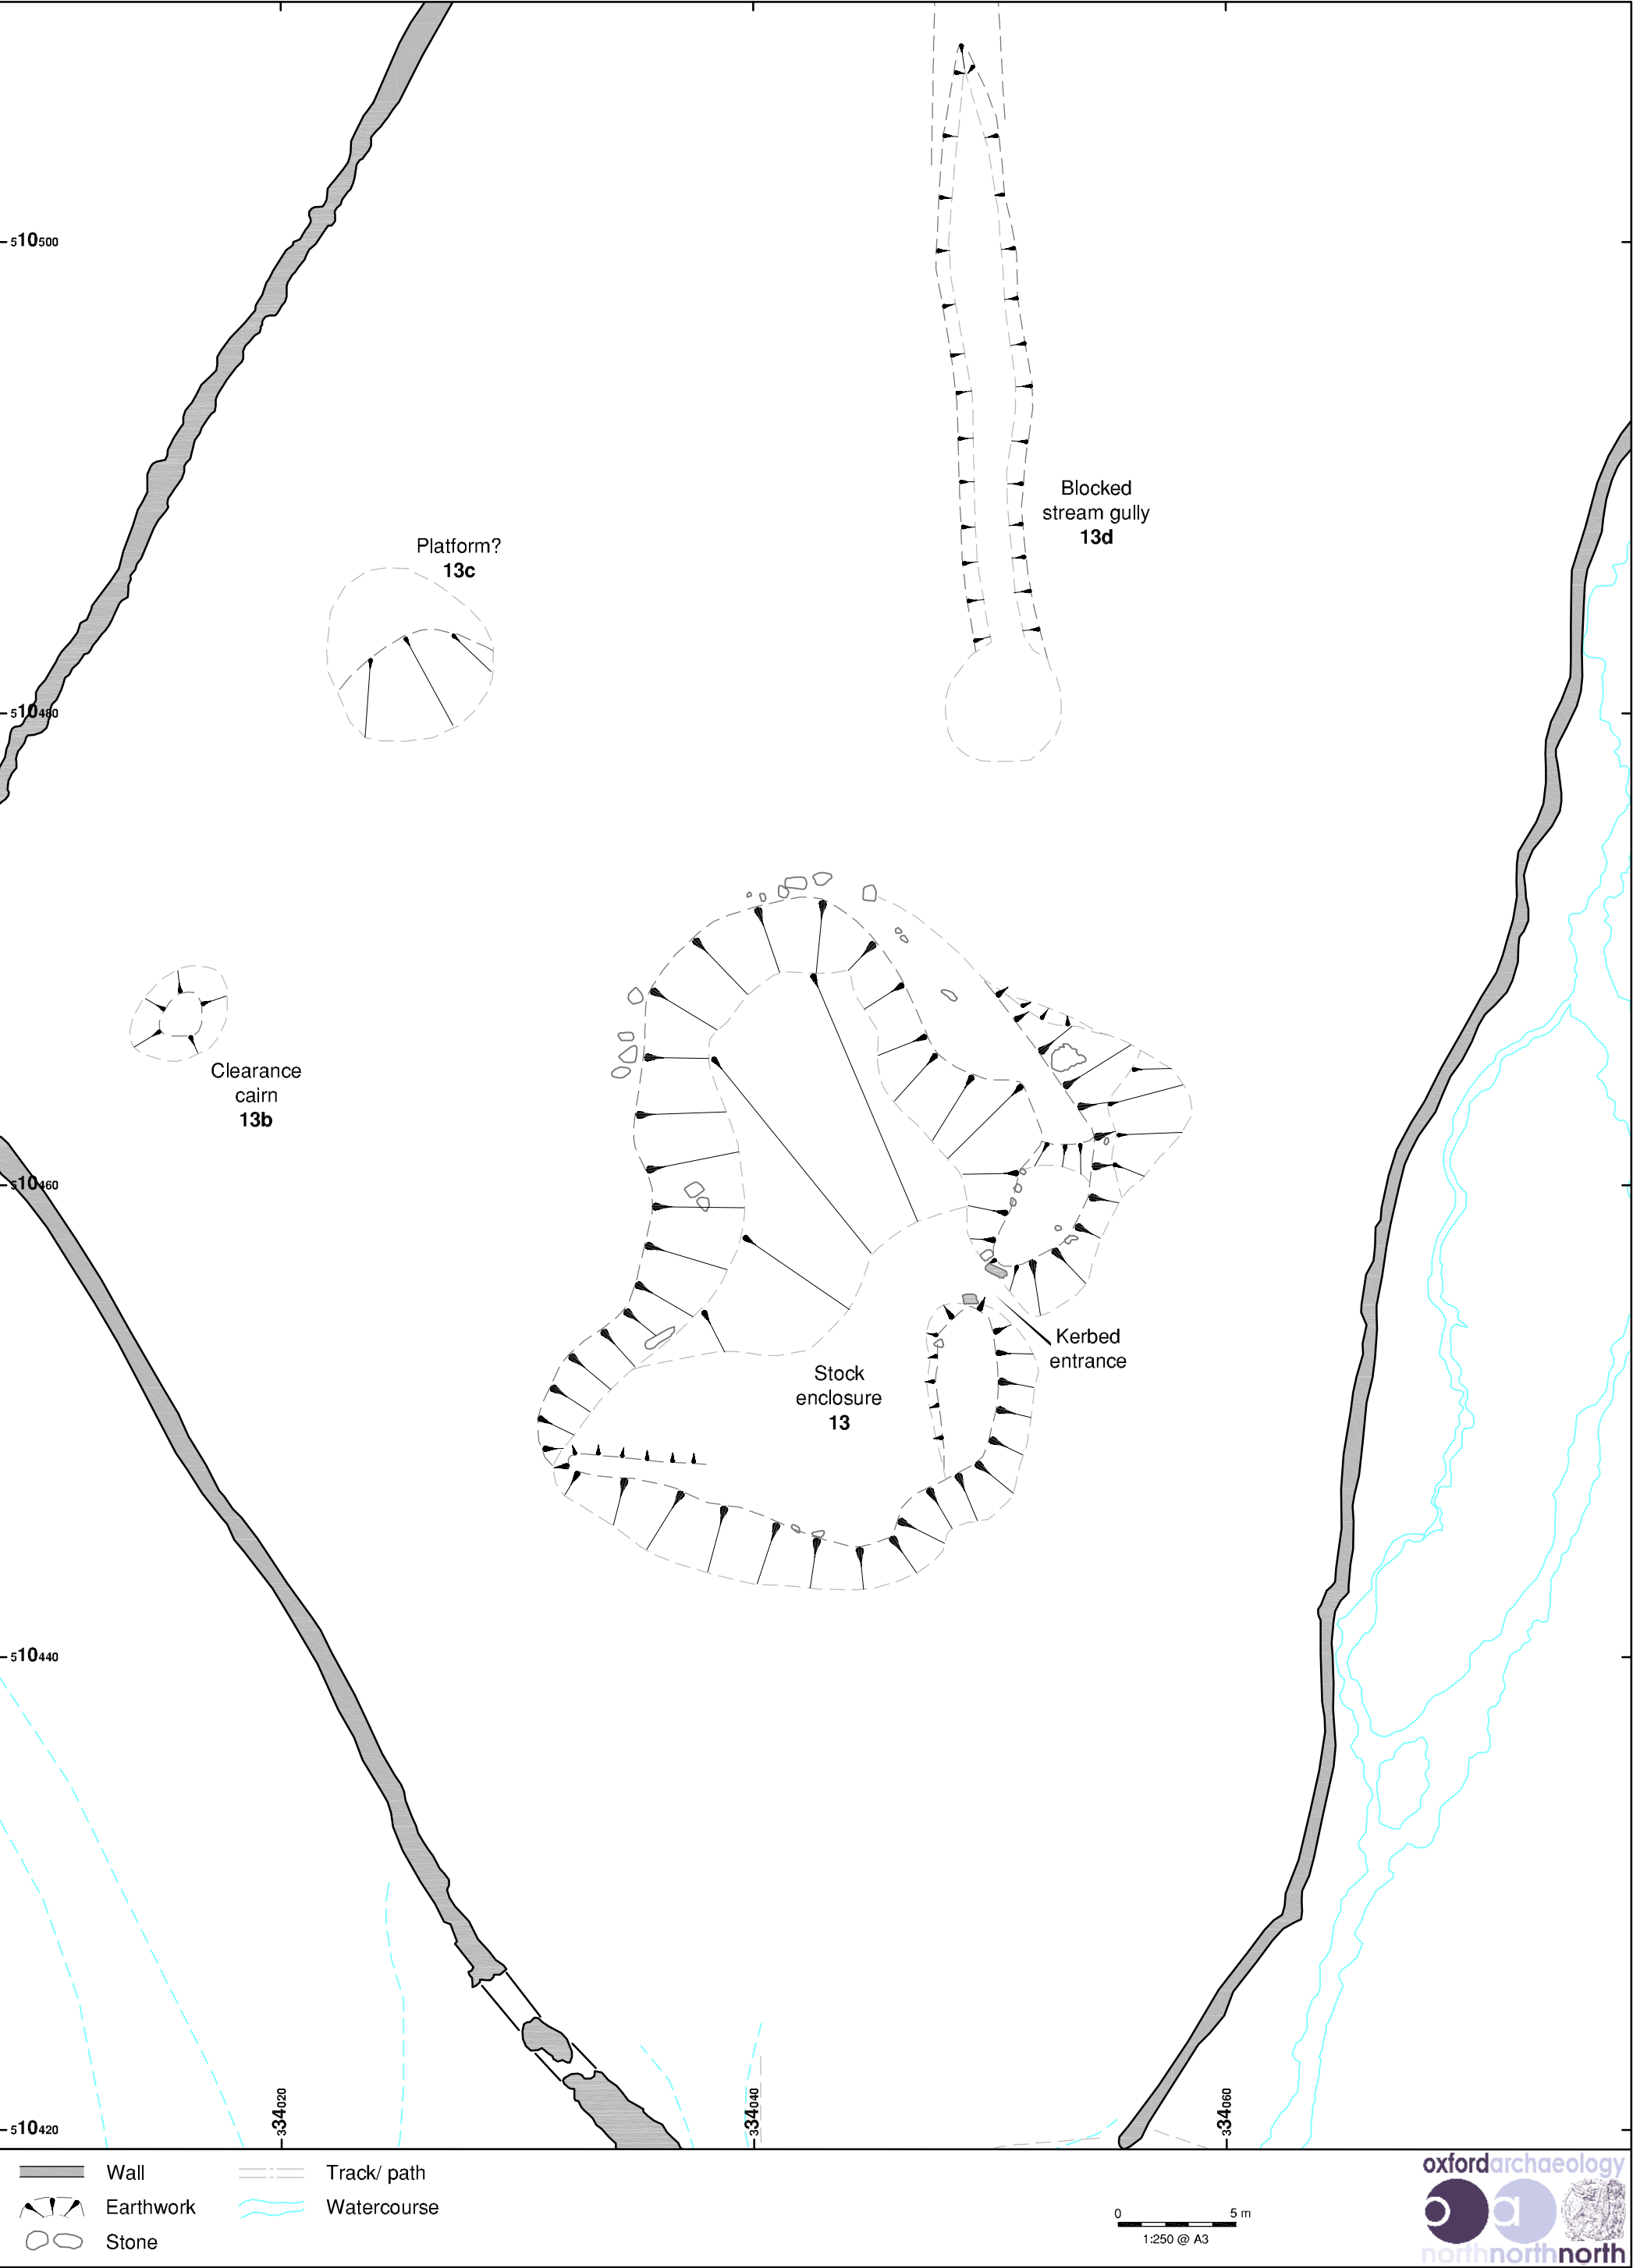 510500
Blocked
stream gully
13d
Platform?
13c
510480
Clearance
cairn
13b
510460
Kerbed
entrance
Stock
enclosure
13
510440
510420
334020
334040
334060
Wall
Track/ path
Earthwork
Watercourse
Stone
0 5 m
1:250 @ A3
oxfordarchaeology
oa
northnorthnorth